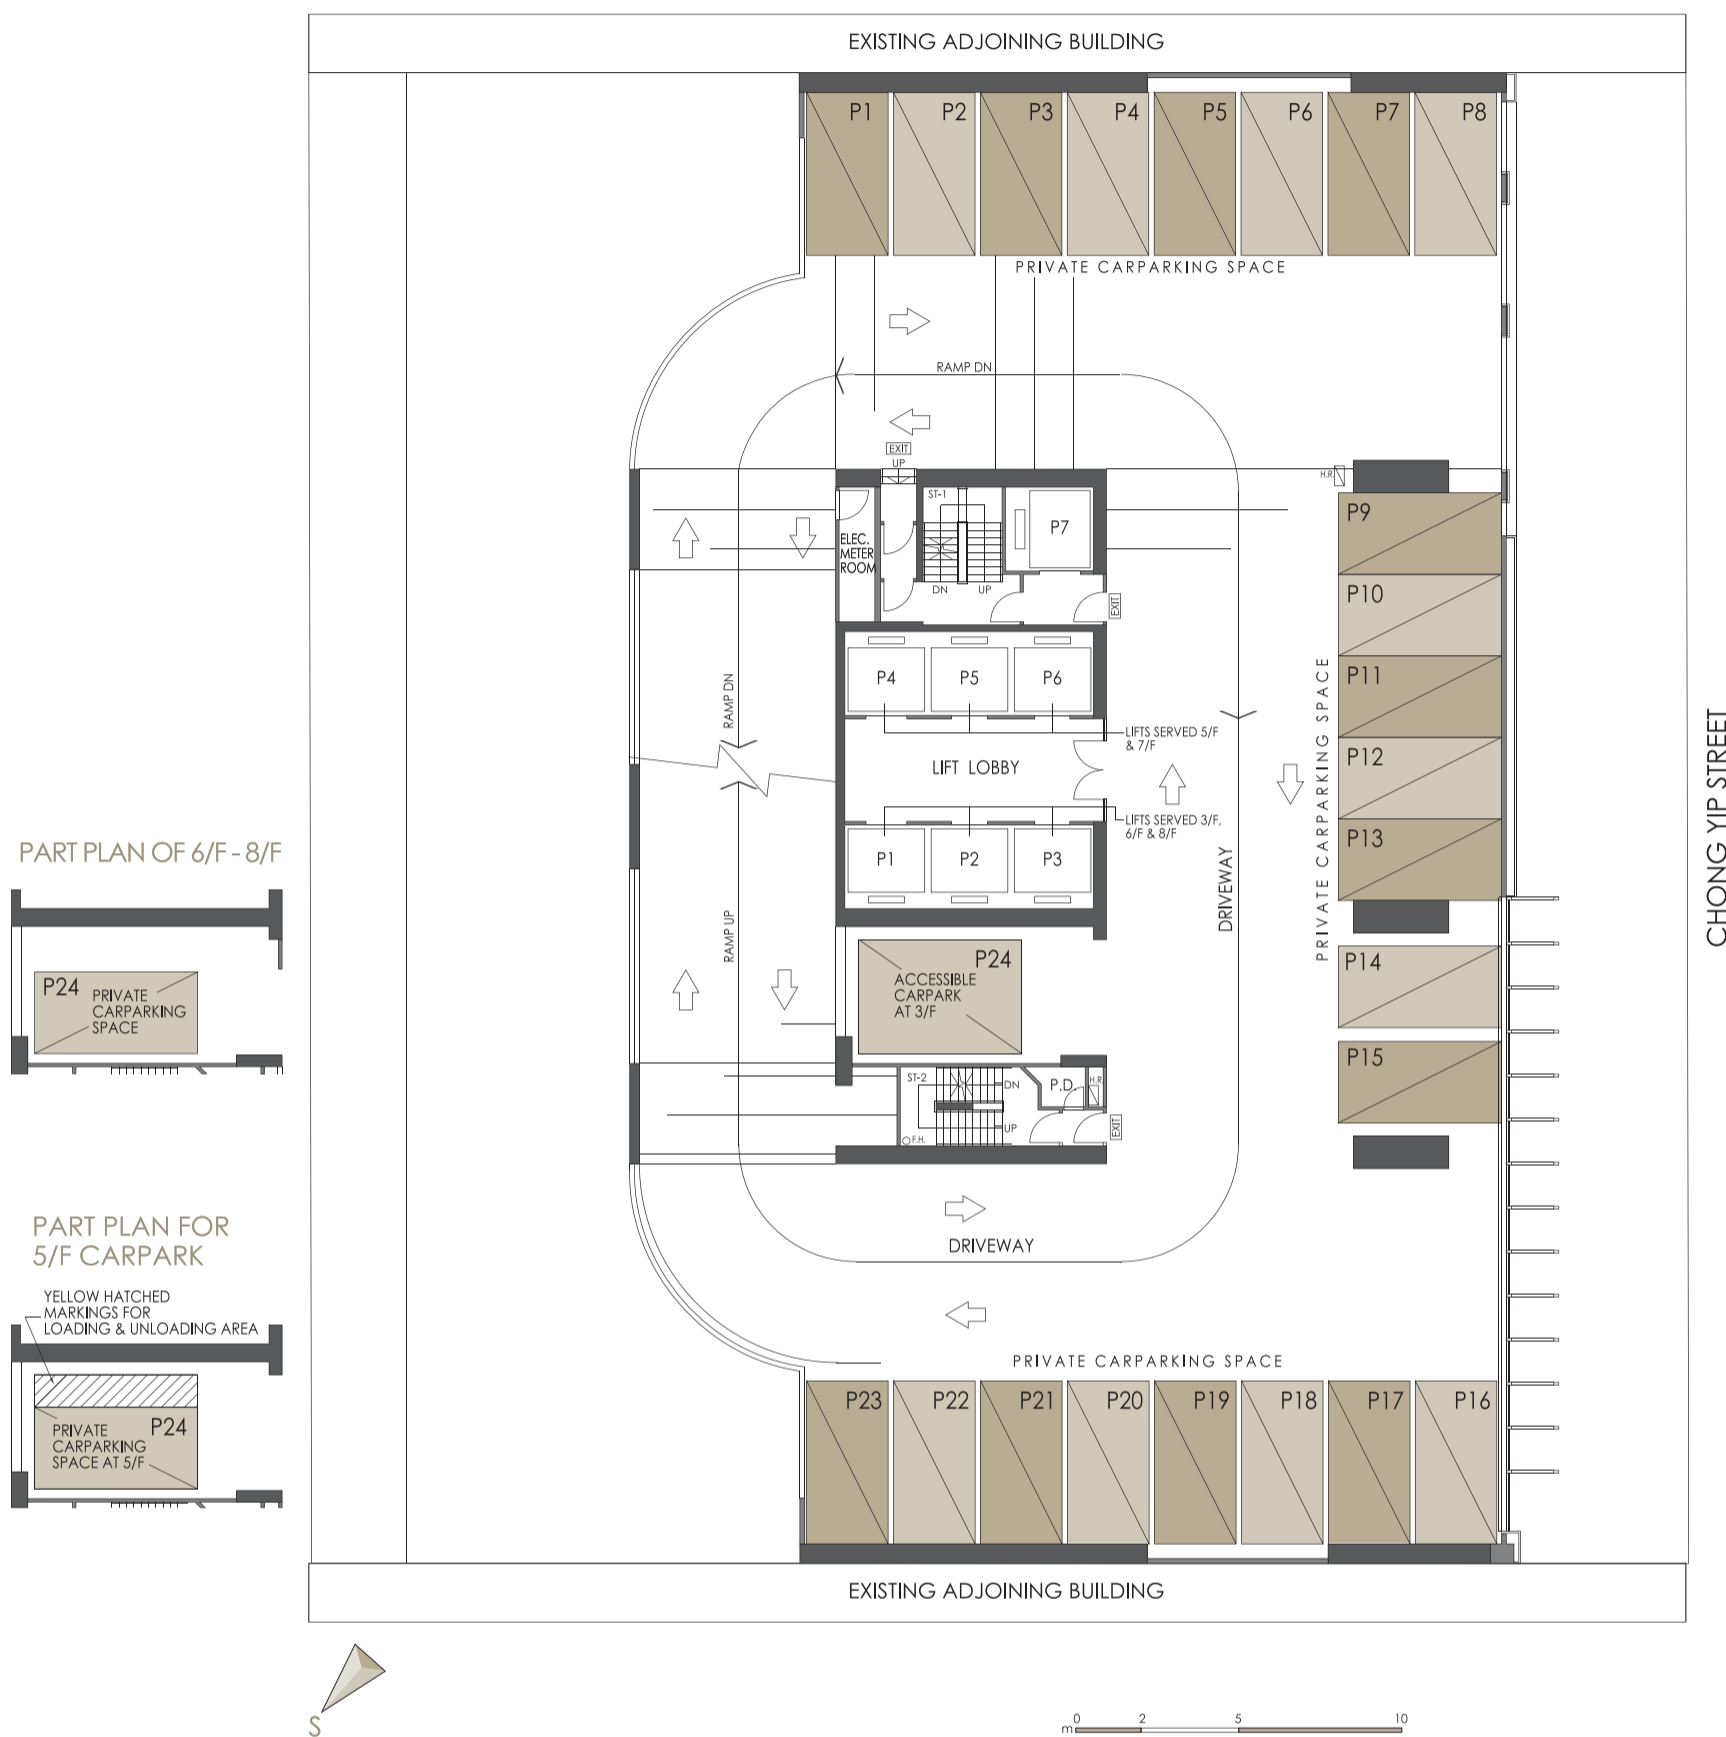 EXISTING ADJOINING BUILDING
P1 P2 P3 P4 P5 P6 P7 P8
PRIVATE CARPARKING SPACE
RAMP DN
EXIT
UP
ST-1
P7
ELEC.
METER
ROOM
DN UP
EXIT
H.R.
P9
P10
P11
P12
P13
P14
P15
PRIVATE CARPARKING SPACE
CHONG YIP STREET
P4 P5 P6
RAMP DN
LIFTS SERVED 5/F
& 7/F
LIFT LOBBY
LIFTS SERVED 3/F,
6/F & 8/F
P1 P2 P3
DRIVEWAY
RAMP UP
P24
ACCESSIBLE
CARPARK
AT 3/F
ST-2
DN
P.D.
H.R.
UP
F.H.
EXIT
DRIVEWAY
PRIVATE CARPARKING SPACE
P23 P22 P21 P20 P19 P18 P17 P16
EXISTING ADJOINING BUILDING
PART PLAN OF 6/F - 8/F
P24
PRIVATE
CARPARKING
SPACE
PART PLAN FOR
5/F CARPARK
YELLOW HATCHED
MARKINGS FOR
LOADING & UNLOADING AREA
P24
PRIVATE
CARPARKING
SPACE AT 5/F
S
0 2 5 10
m